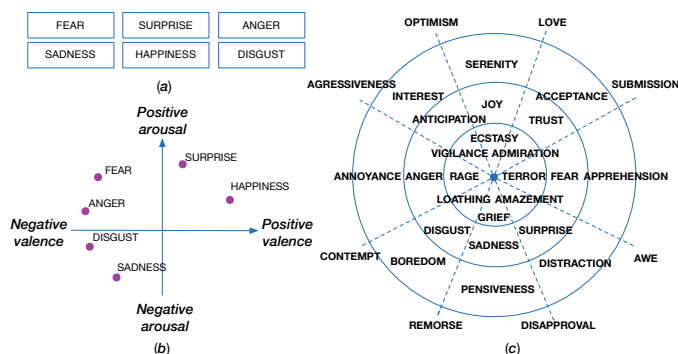 FEAR SURPRISE ANGER
SADNESS HAPPINESS DISGUST
(a)
Positive
arousal
SURPRISE
FEAR
HAPPINESS
ANGER
Negative
valence
Positive
valence
DISGUST
SADNESS
Negative
arousal
(b)
OPTIMISM LOVE
SERENITY
AGRESSIVENESS SUBMISSION
INTEREST ACCEPTANCE
JOY
ANTICIPATION TRUST
ECSTASY
VIGILANCE ADMIRATION
ANNOYANCE ANGER RAGE TERROR FEAR APPREHENSION
LOATHING AMAZEMENT
GRIEF
DISGUST SURPRISE
SADNESS
CONTEMPT BOREDOM DISTRACTION AWE
PENSIVENESS
REMORSE DISAPPROVAL
(c)